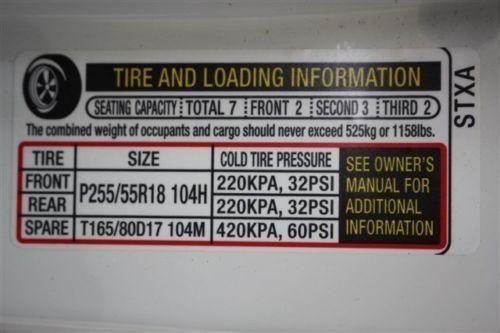 TIRE AND LOADING INFORMATION
SEATING CAPACITY TOTAL 7 FRONT 2 SECOND 3 THIRD 2
The combined weight of occupants and cargo should never exceed 525kg or 1158lbs.
TIRE SIZE COLD TIRE PRESSURE
FRONT P255/55R18 104H 220KPA, 32PSI
REAR 220KPA, 32PSI
SPARE T165/80D17 104M 420KPA, 60PSI
SEE OWNER'S
MANUAL FOR
ADDITIONAL
INFORMATION
STXA